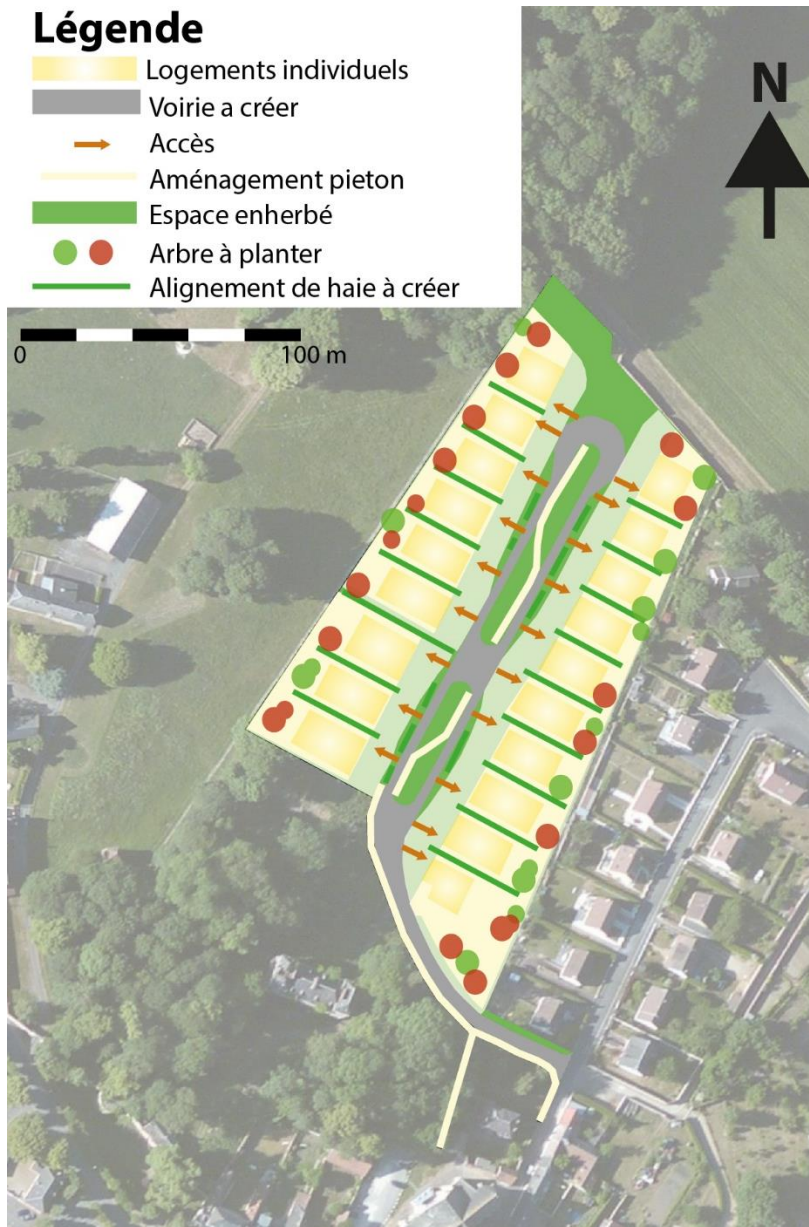 Légende
Logements individuels
Voirie a créer
Accès
Aménagement pieton
Espace enherbé
Arbre à planter
Alignement de haie à créer
N
0 100 m